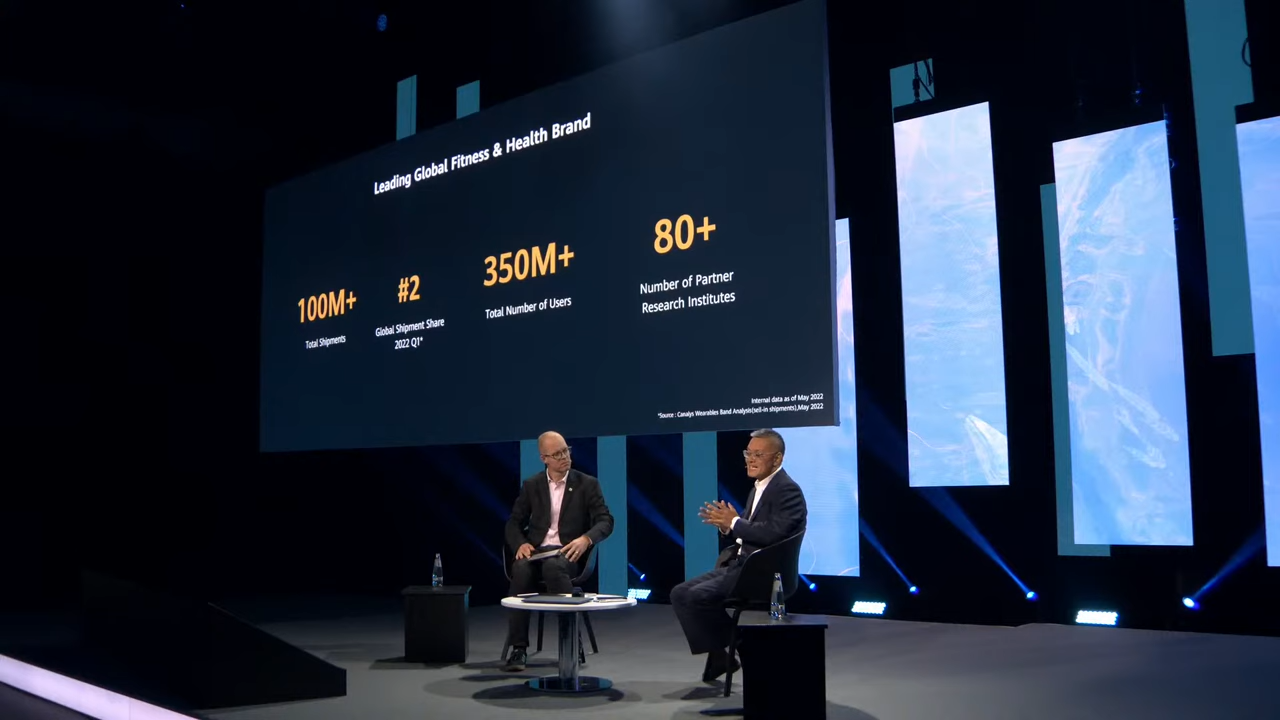 Leading Global Fitness & Health Brand
100M+
Total Shipments
#2
Global Shipment Share
2022 Q1*
350M+
Total Number of Users
80+
Number of Partner
Research Institutes
Internal data as of May 2022
*Source : Canalys Wearables Band Analysis(sell-in shipments),May 2022